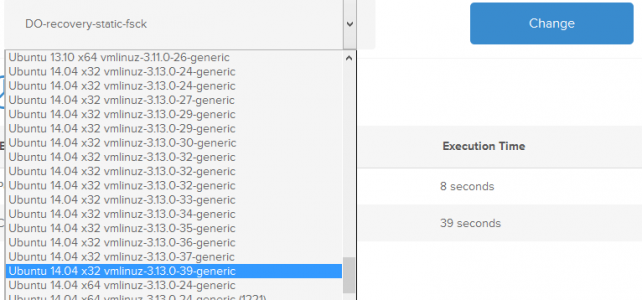 DO-recovery-static-fsck
Change
Ubuntu 13.10 x64 vmlinuz-3.11.0-26-generic
Ubuntu 14.04 x32 vmlinuz-3.13.0-24-generic
Ubuntu 14.04 x32 vmlinuz-3.13.0-24-generic
Ubuntu 14.04 x32 vmlinuz-3.13.0-27-generic
Ubuntu 14.04 x32 vmlinuz-3.13.0-29-generic
Ubuntu 14.04 x32 vmlinuz-3.13.0-29-generic
Ubuntu 14.04 x32 vmlinuz-3.13.0-30-generic
Ubuntu 14.04 x32 vmlinuz-3.13.0-32-generic
Ubuntu 14.04 x32 vmlinuz-3.13.0-32-generic
Ubuntu 14.04 x32 vmlinuz-3.13.0-32-generic
Ubuntu 14.04 x32 vmlinuz-3.13.0-33-generic
Ubuntu 14.04 x32 vmlinuz-3.13.0-34-generic
Ubuntu 14.04 x32 vmlinuz-3.13.0-35-generic
Ubuntu 14.04 x32 vmlinuz-3.13.0-36-generic
Ubuntu 14.04 x32 vmlinuz-3.13.0-37-generic
Ubuntu 14.04 x32 vmlinuz-3.13.0-39-generic
Ubuntu 14.04 x64 vmlinuz-3.13.0-24-generic
Ubuntu 14.04 x64 vmlinuz-3.13.0-24-generic (1221)
Execution Time
8 seconds
39 seconds